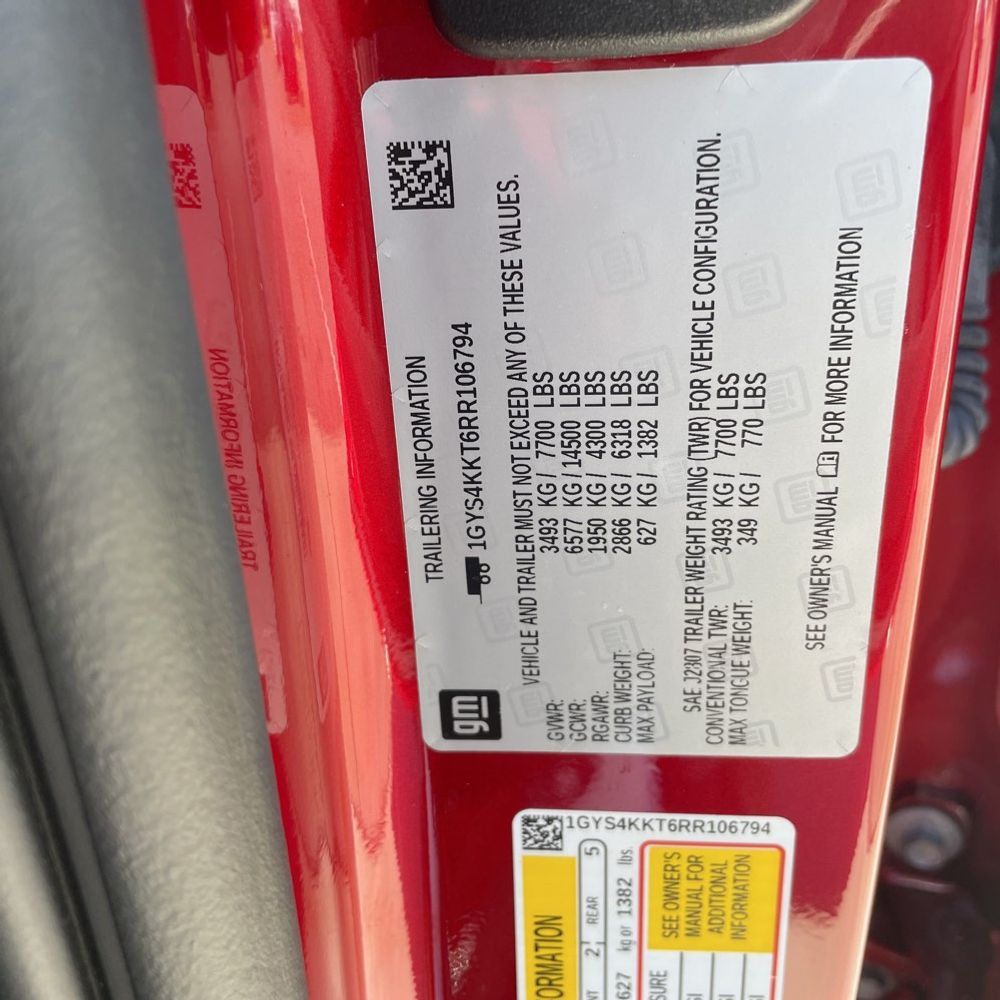 gm
TRAILERING INFORMATION
1GYS4KKT6RR106794
VEHICLE AND TRAILER MUST NOT EXCEED ANY OF THESE VALUES.
GVWR: 3493 KG / 7700 LBS
GCWR: 6577 KG / 14500 LBS
RGAWR: 1950 KG / 4300 LBS
CURB WEIGHT: 2866 KG / 6318 LBS
MAX PAYLOAD: 627 KG / 1382 LBS
SAE J2807 TRAILER WEIGHT RATING (TWR) FOR VEHICLE CONFIGURATION.
CONVENTIONAL TWR: 3493 KG / 7700 LBS
MAX TONGUE WEIGHT: 349 KG / 770 LBS
SEE OWNER'S MANUAL FOR MORE INFORMATION
1GYS4KKT6RR106794
2 REAR 5
627 kg or 1382 lbs.
SEE OWNER'S
MANUAL FOR
ADDITIONAL
INFORMATION